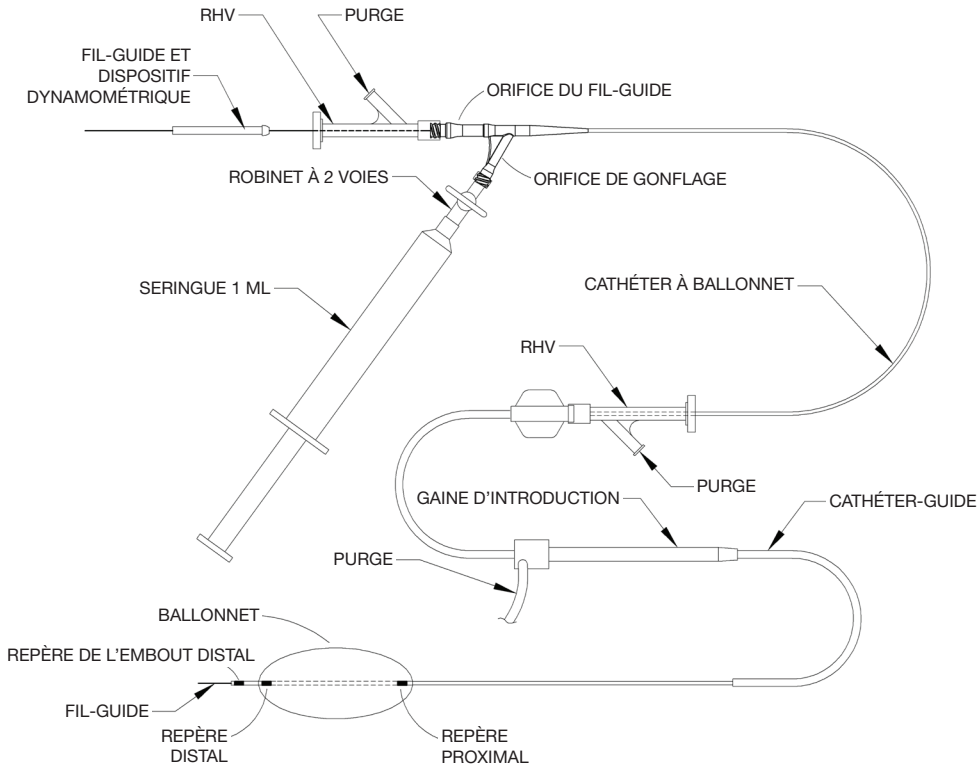 RHV
PURGE
FIL-GUIDE ET
DISPOSITIF
DYNAMOMÉTRIQUE
ORIFICE DU FIL-GUIDE
ROBINET À 2 VOIES
ORIFICE DE GONFLAGE
SERINGUE 1 ML
CATHÉTER À BALLONNET
RHV
PURGE
GAINE D'INTRODUCTION
CATHÉTER-GUIDE
PURGE
BALLONNET
REPÈRE DE L'EMBOUT DISTAL
FIL-GUIDE
REPÈRE
DISTAL
REPÈRE
PROXIMAL